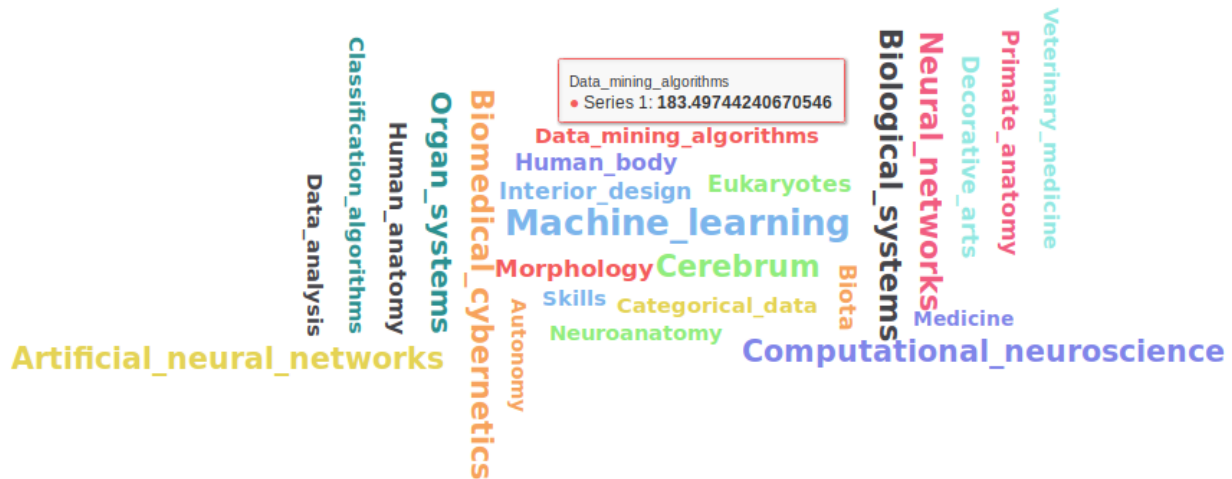 Veterinary_medicine
Primate_anatomy
Decorative_arts
Neural_networks
Biological_systems
Classification_algorithms
Data_mining_algorithms
● Series 1: 183.49744240670546
Organ_systems
Biomedical_cybernetics
Human_anatomy
Data_mining_algorithms
Human_body
Data_analysis
Interior_design
Eukaryotes
Machine_learning
Morphology
Cerebrum
Biota
Skills
Categorical_data
Autonomy
Medicine
Neuroanatomy
Artificial_neural_networks
Computational_neuroscience